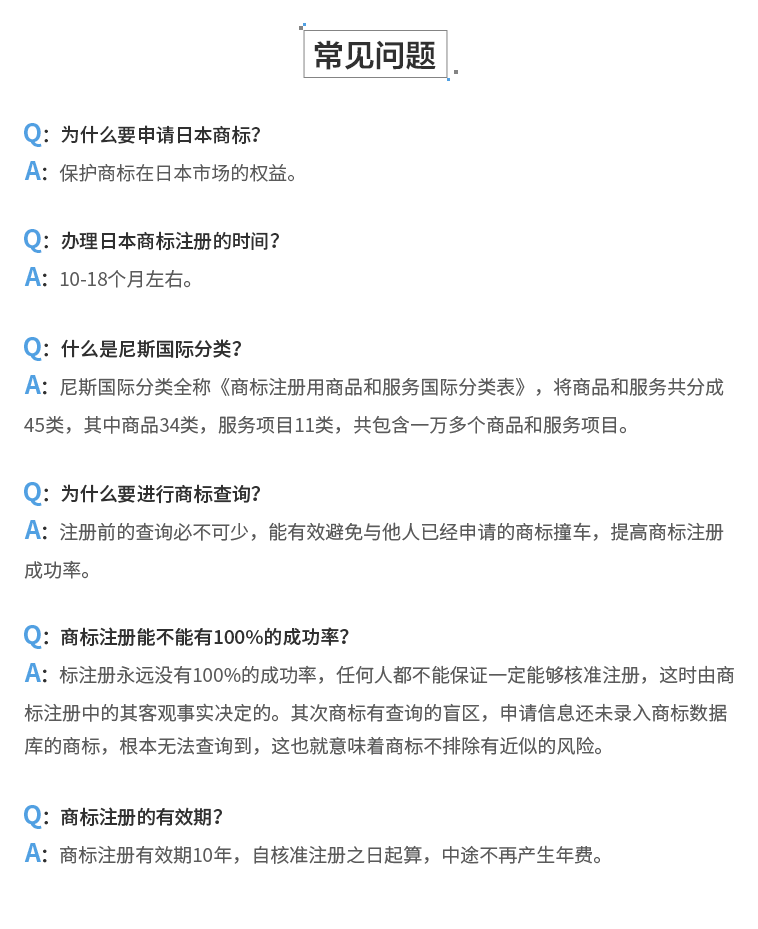 常见问题
Q：为什么要申请日本商标？
A：保护商标在日本市场的权益。
Q：办理日本商标注册的时间？
A：10-18个月左右。
Q：什么是尼斯国际分类？
A：尼斯国际分类全称《商标注册用商品和服务国际分类表》，将商品和服务共分成
45类，其中商品34类，服务项目11类，共包含一万多个商品和服务项目。
Q：为什么要进行商标查询？
A：注册前的查询必不可少，能有效避免与他人已经申请的商标撞车，提高商标注册
成功率。
Q：商标注册能不能有100%的成功率？
A：标注册永远没有100%的成功率，任何人都不能保证一定能够核准注册，这时由商
标注册中的其客观事实决定的。其次商标有查询的盲区，申请信息还未录入商标数据
库的商标，根本无法查询到，这也就意味着商标不排除有近似的风险。
Q：商标注册的有效期？
A：商标注册有效期10年，自核准注册之日起算，中途不再产生年费。